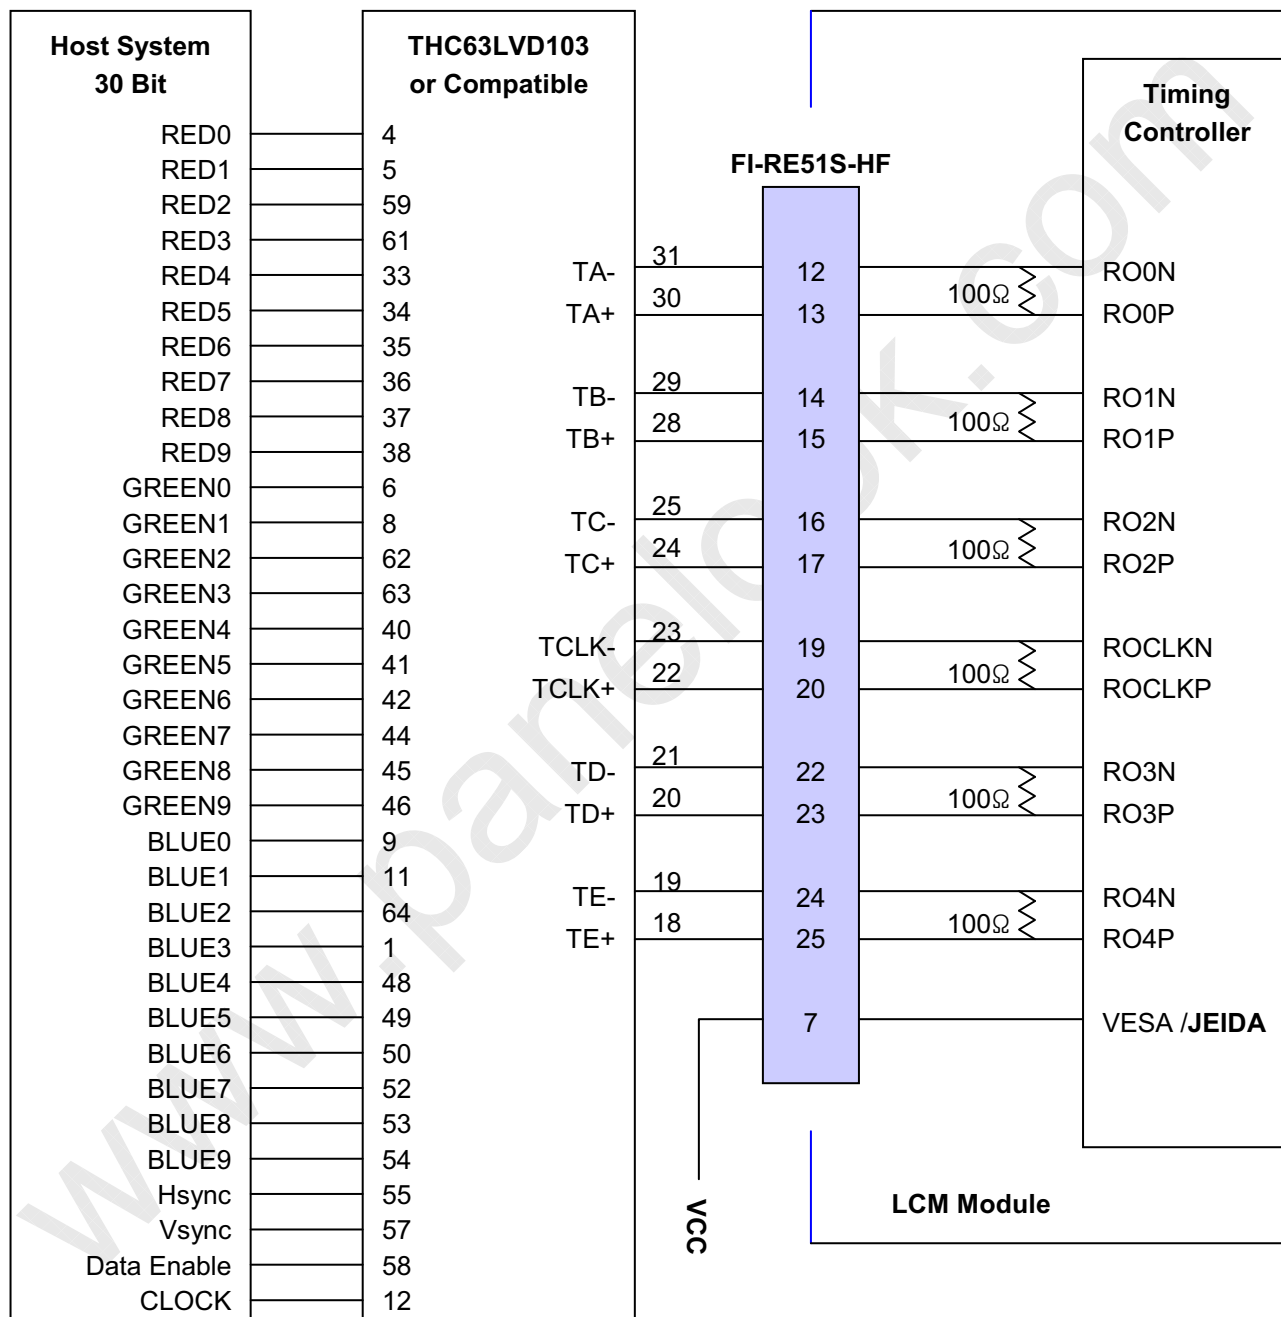 Host System
30 Bit
RED0
RED1
RED2
RED3
RED4
RED5
RED6
RED7
RED8
RED9
GREEN0
GREEN1
GREEN2
GREEN3
GREEN4
GREEN5
GREEN6
GREEN7
GREEN8
GREEN9
BLUE0
BLUE1
BLUE2
BLUE3
BLUE4
BLUE5
BLUE6
BLUE7
BLUE8
BLUE9
Hsync
Vsync
Data Enable
CLOCK
THC63LVD103
or Compatible
4
5
59
61
33
34
35
36
37
38
6
8
62
63
40
41
42
44
45
46
9
11
64
1
48
49
50
52
53
54
55
57
58
12
TA-
TA+
TB-
TB+
TC-
TC+
TCLK-
TCLK+
TD-
TD+
TE-
TE+
31
30
29
28
25
24
23
22
21
20
19
18
VCC
FI-RE51S-HF
12
13
14
15
16
17
19
20
22
23
24
25
7
100Ω
100Ω
100Ω
100Ω
100Ω
100Ω
LCM Module
Timing
Controller
RO0N
RO0P
RO1N
RO1P
RO2N
RO2P
ROCLKN
ROCLKP
RO3N
RO3P
RO4N
RO4P
VESA /JEIDA
www.panelook.com